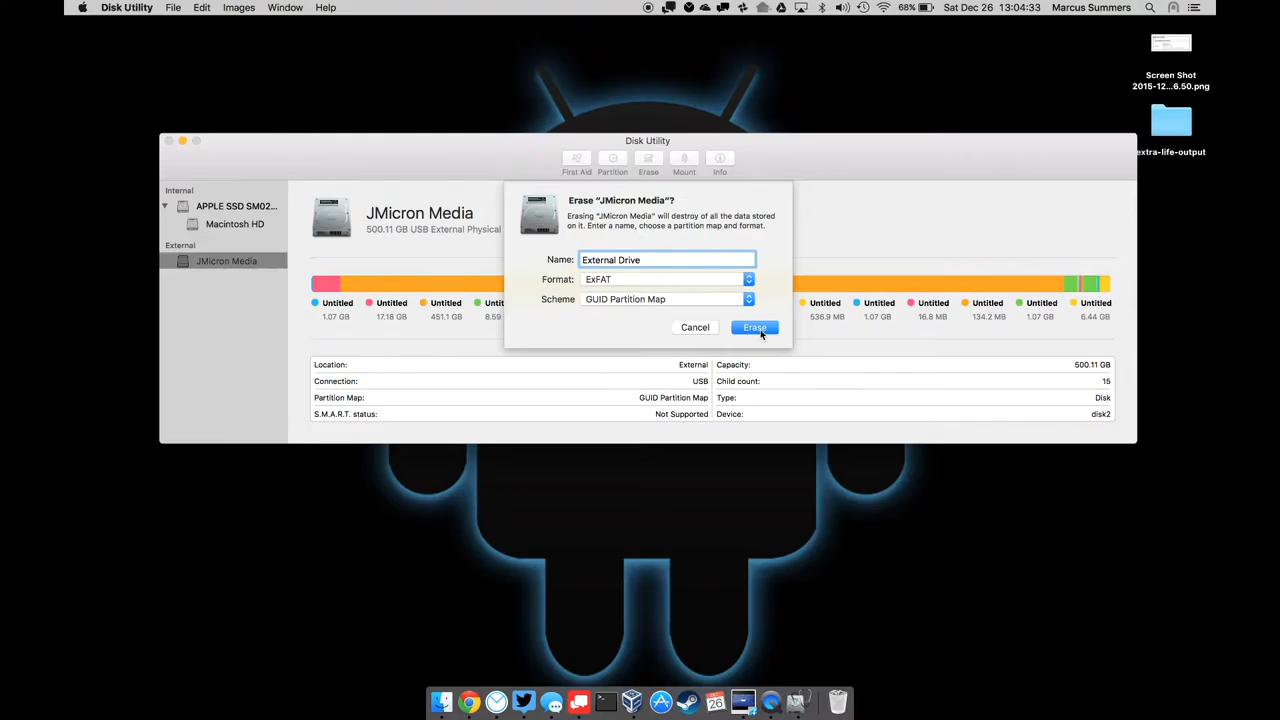 Disk Utility File Edit Images Window Help 68% Sat Dec 26 13:04:33 Marcus Summers
Screen Shot
2015-12...6.50.png
extra-life-output
Disk Utility
First Aid Partition Erase Mount Info
Internal
APPLE SSD SM02...
Macintosh HD
External
JMicron Media
JMicron Media
500.11 GB USB External Physical
Erase "JMicron Media"?
Erasing "JMicron Media" will destroy of all the data stored
on it. Enter a name, choose a partition map and format.
Name: External Drive
Format: ExFAT
Scheme GUID Partition Map
Cancel Erase
Untitled Untitled Untitled Untitl Untitled Untitled Untitled Untitled Untitled Untitled
1.07 GB 17.18 GB 451.1 GB 8.59 536.9 MB 1.07 GB 16.8 MB 134.2 MB 1.07 GB 6.44 GB
Location: External Capacity: 500.11 GB
Connection: USB Child count: 15
Partition Map: GUID Partition Map Type: Disk
S.M.A.R.T. status: Not Supported Device: disk2
26